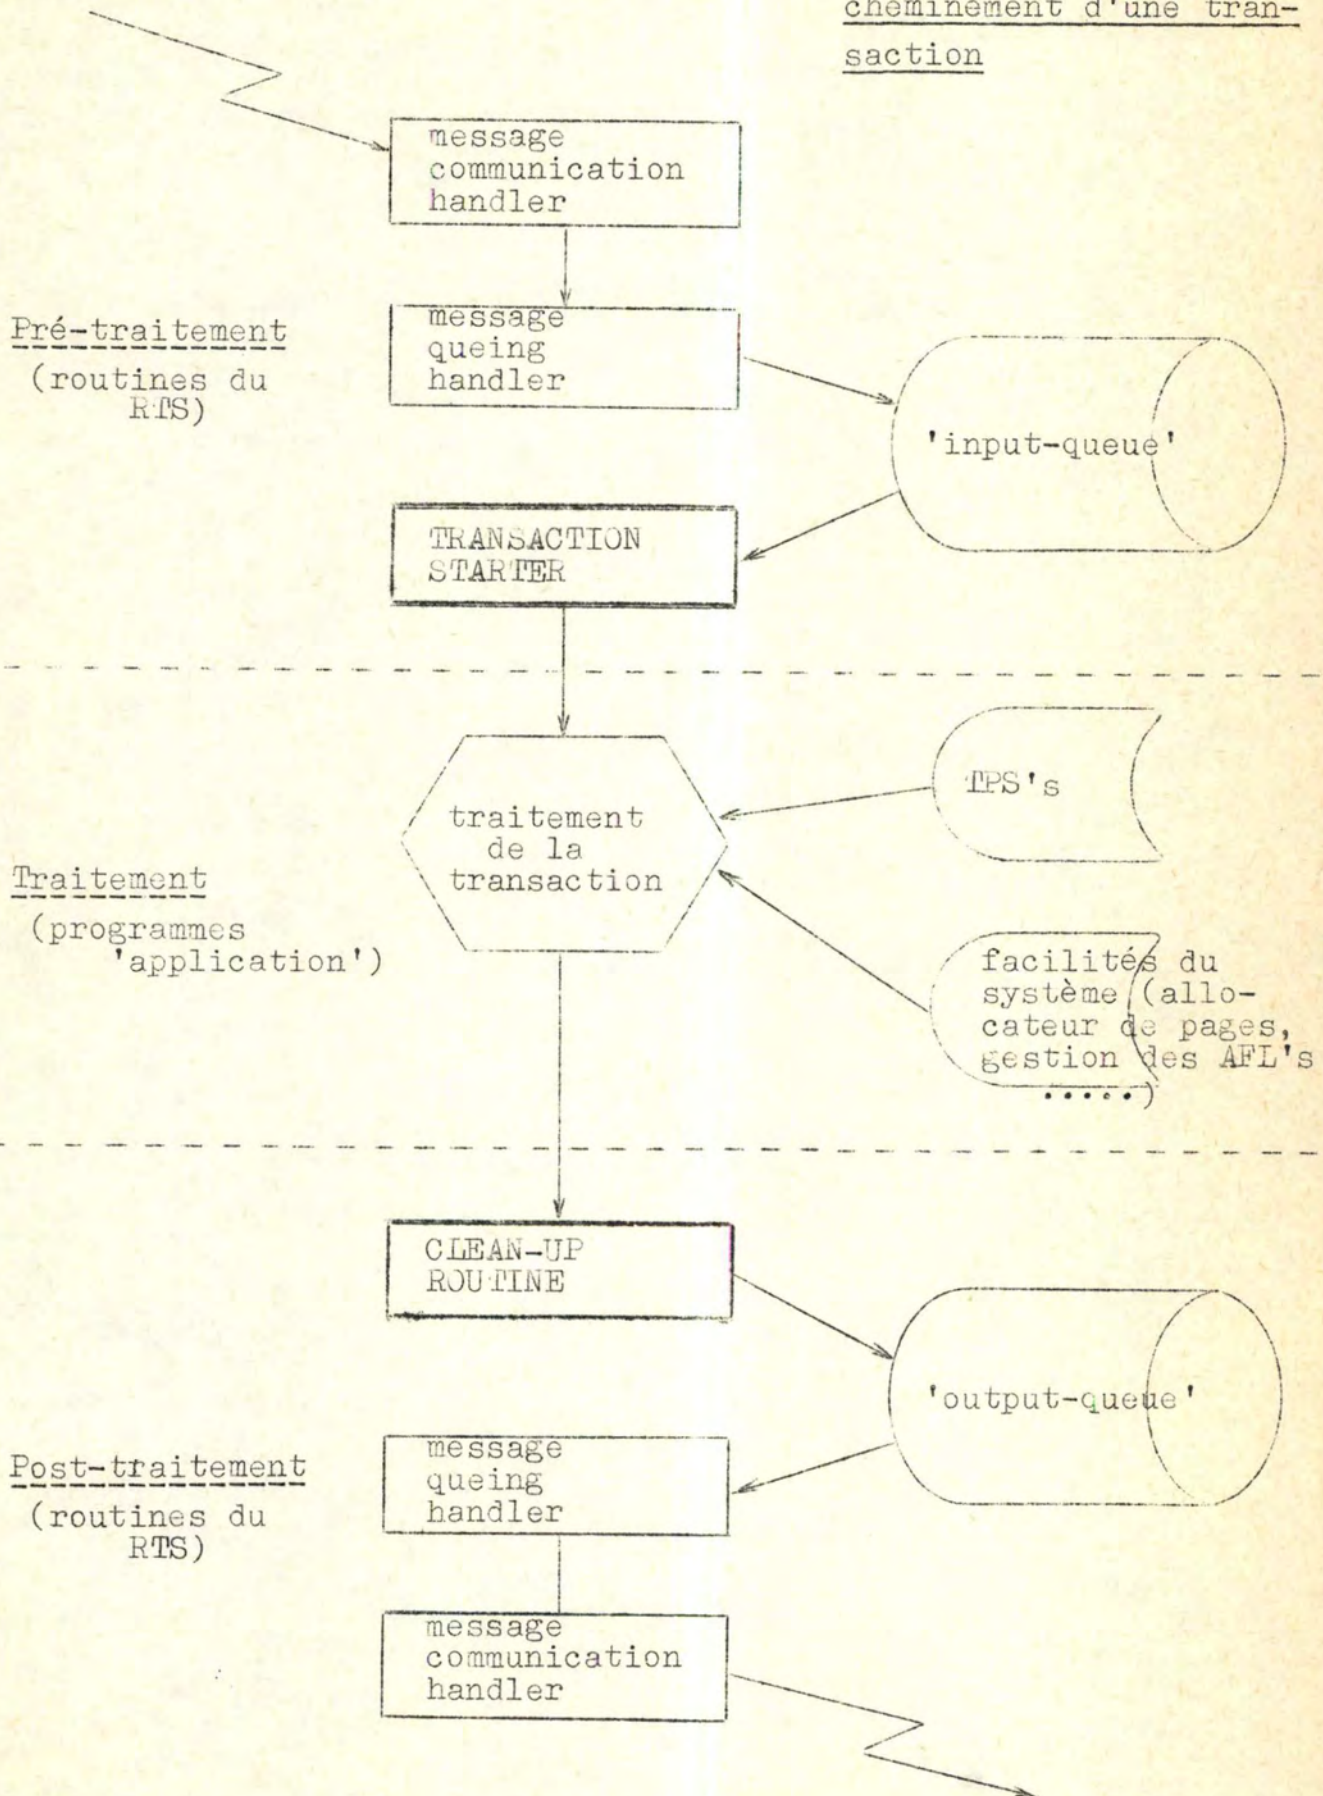 cheminement d'une tran-
saction
message
communication
handler
Pré-traitement
(routines du
RTS)
message
queing
handler
'input-queue'
TRANSACTION
STARTER
traitement
de la
transaction
TPS's
Traitement
(programmes
'application')
facilités du
système (allo-
cateur de pages,
gestion des AFL's
.....)
CLEAN-UP
ROUTINE
'output-queue'
Post-traitement
(routines du
RTS)
message
queing
handler
message
communication
handler